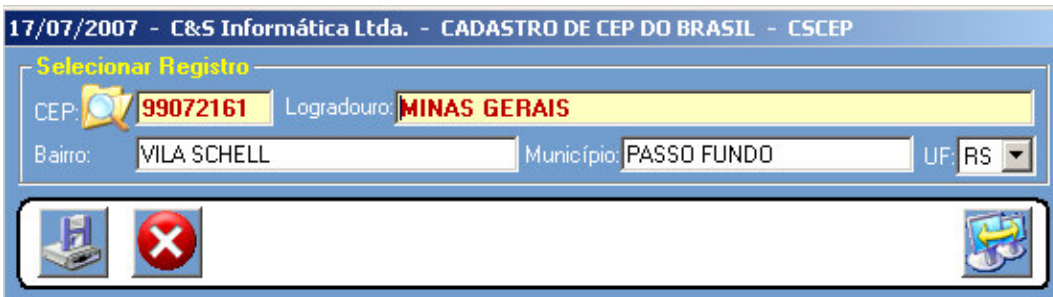 17/07/2007 - C&S Informática Ltda. - CADASTRO DE CEP DO BRASIL - CSCEP
Selecionar Registro
CEP: 99072161 Logradouro: MINAS GERAIS
Bairro: VILA SCHELL Município: PASSO FUNDO UF: RS